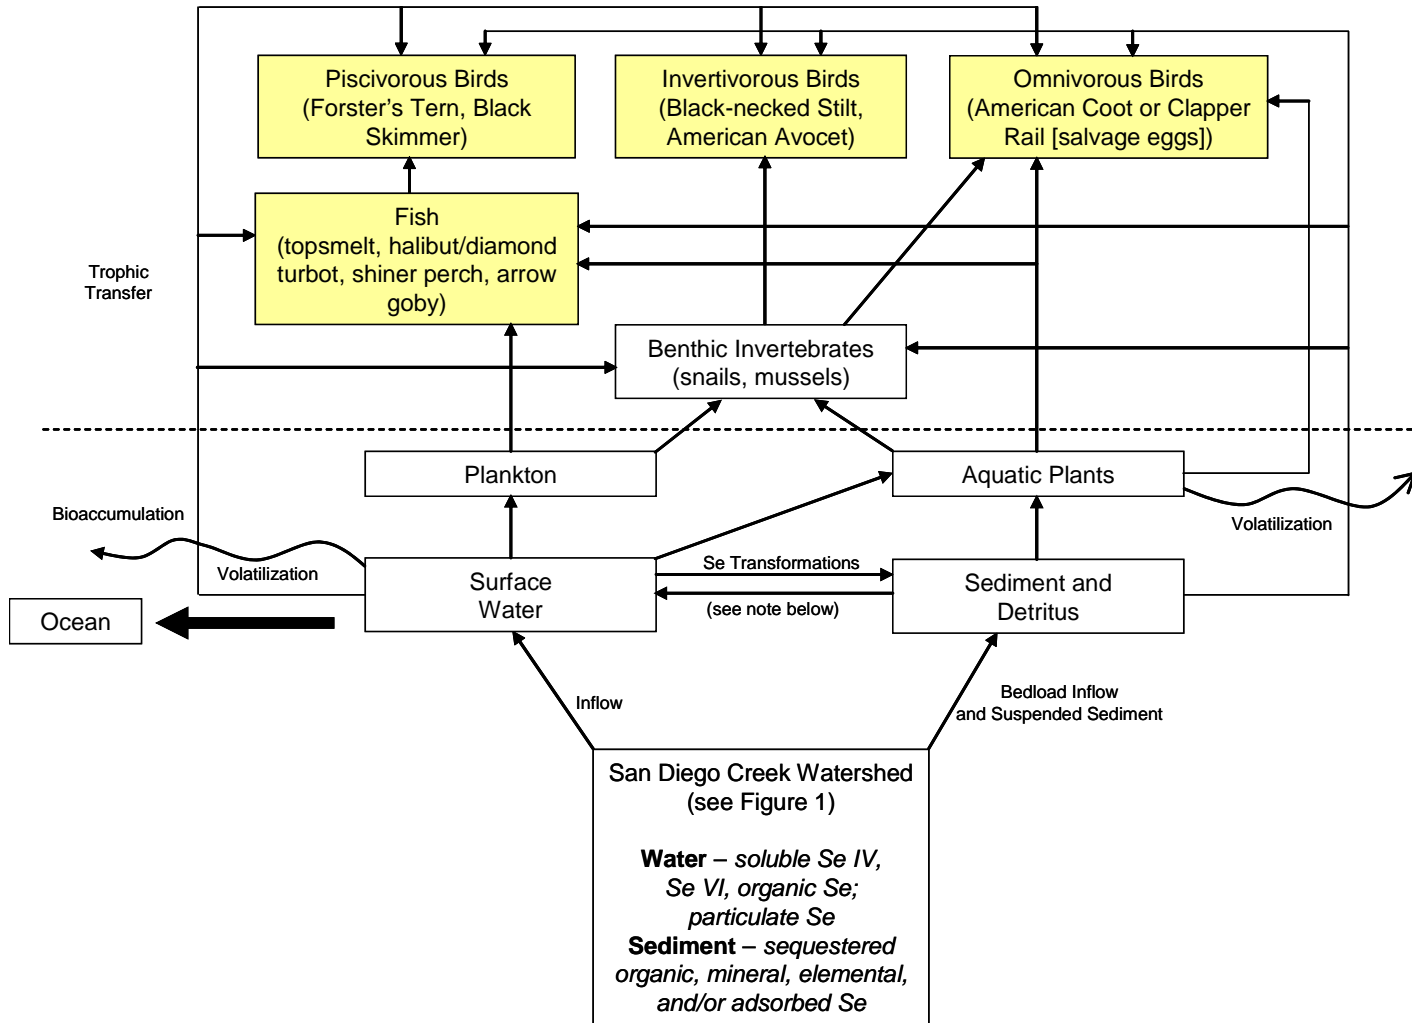 Piscivorous Birds
(Forster's Tern, Black
Skimmer)
Invertivorous Birds
(Black-necked Stilt,
American Avocet)
Omnivorous Birds
(American Coot or Clapper
Rail [salvage eggs])
Fish
(topsmelt, halibut/diamond
turbot, shiner perch, arrow
goby)
Trophic
Transfer
Benthic Invertebrates
(snails, mussels)
Plankton
Aquatic Plants
Bioaccumulation
Volatilization
Volatilization
Surface
Water
Se Transformations
(see note below)
Sediment and
Detritus
Ocean
Inflow
Bedload Inflow
and Suspended Sediment
San Diego Creek Watershed
(see Figure 1)
Water – soluble Se IV,
Se VI, organic Se;
particulate Se
Sediment – sequestered
organic, mineral, elemental,
and/or adsorbed Se